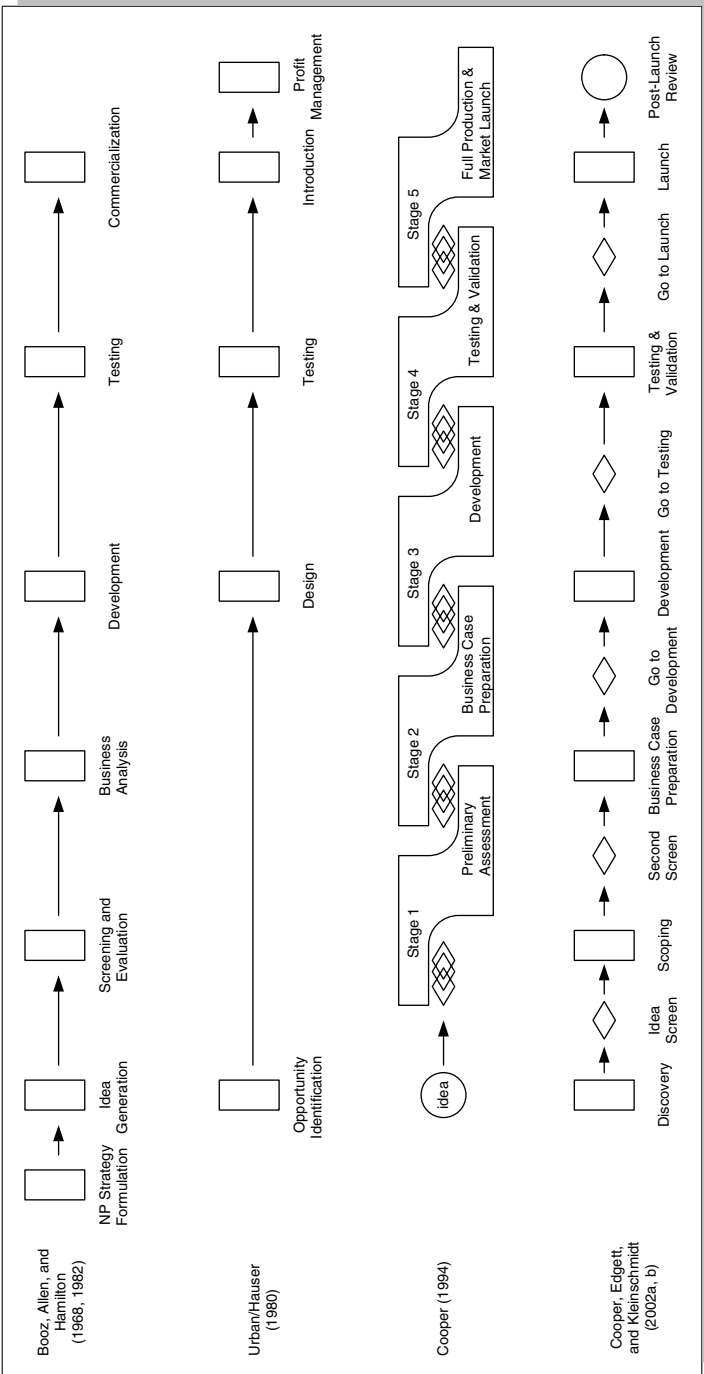 Booz, Allen, and
Hamilton
(1968, 1982)
NP Strategy
Formulation
Idea
Generation
Screening and
Evaluation
Business
Analysis
Development
Testing
Commercialization
Urban/Hauser
(1980)
Opportunity
Identification
Design
Testing
Introduction
Profit
Management
Cooper (1994)
idea
Stage 1
Preliminary
Assessment
Stage 2
Business Case
Preparation
Stage 3
Development
Stage 4
Testing & Validation
Stage 5
Full Production &
Market Launch
Cooper, Edgett,
and Kleinschmidt
(2002a, b)
Discovery
Idea
Screen
Scoping
Second
Screen
Business Case
Preparation
Go to
Development
Development
Go to Testing
Testing &
Validation
Go to Launch
Launch
Post-Launch
Review